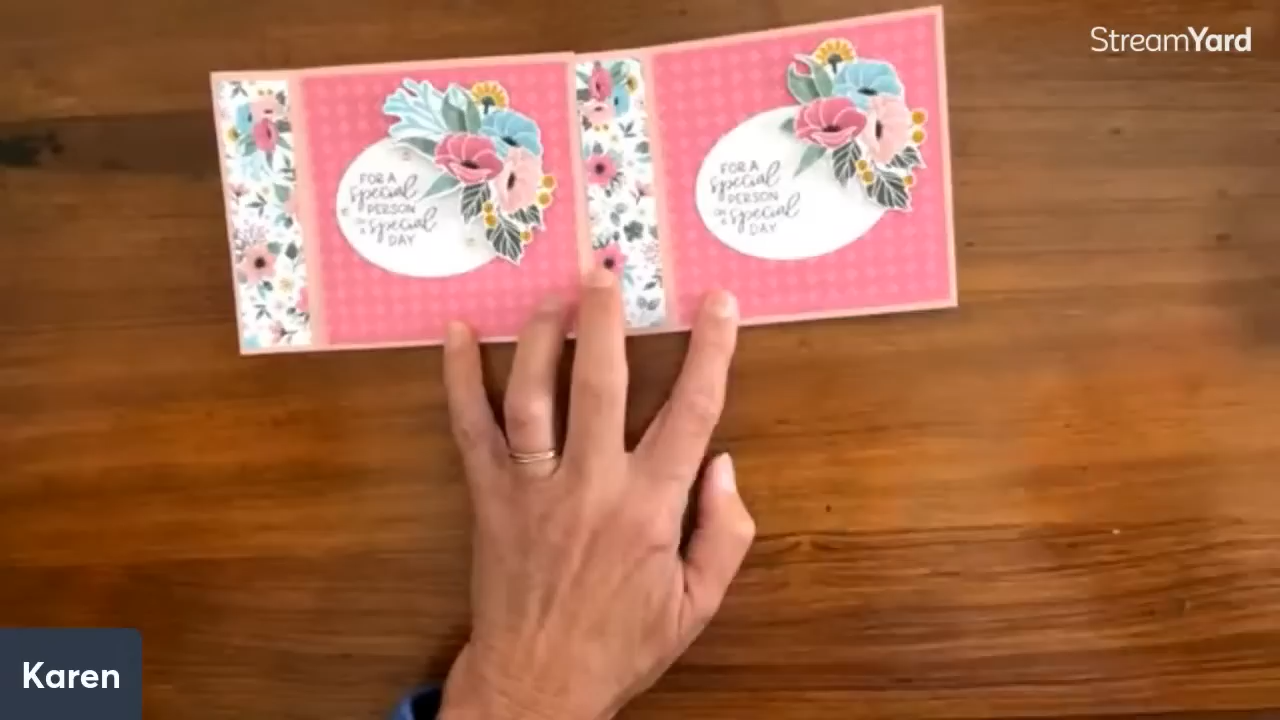 StreamYard
FOR A
special
PERSON
on
a special
DAY
FOR A
special
PERSON
on
a special
DAY
Karen